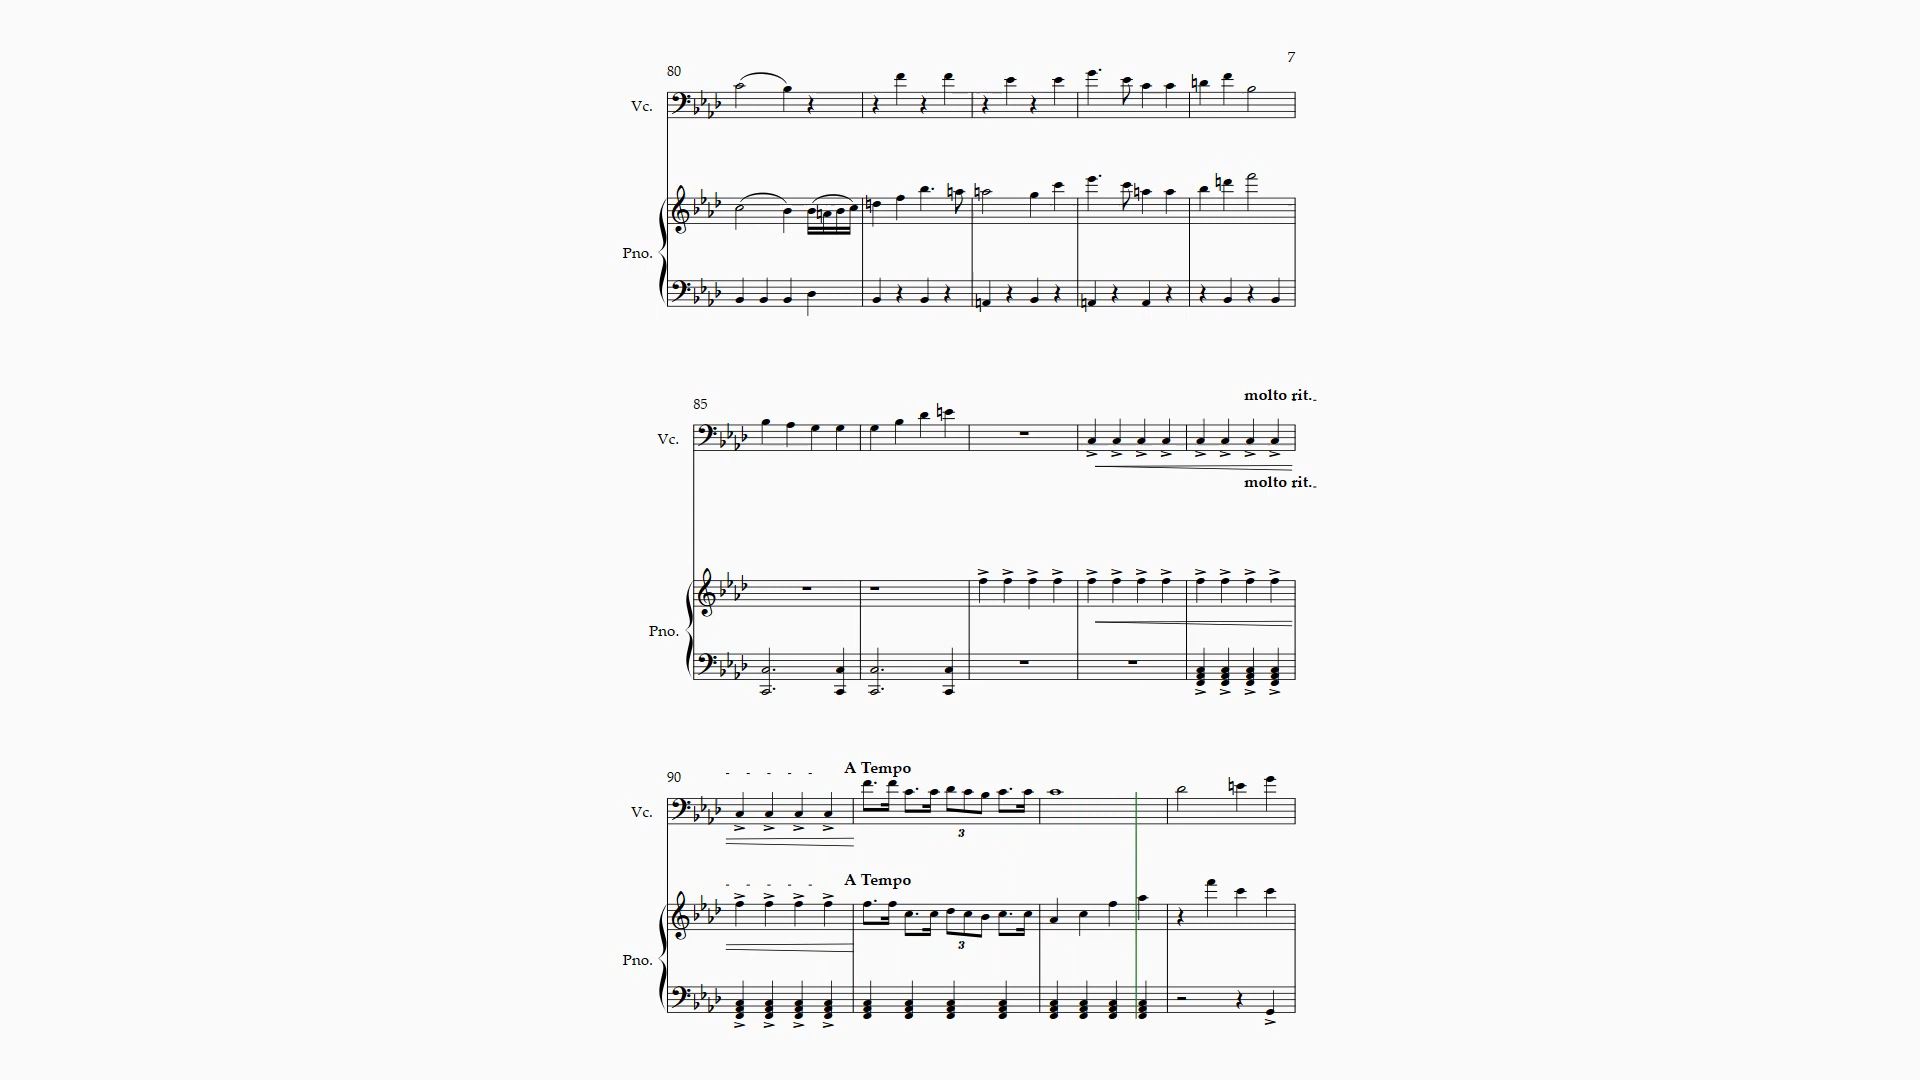 7
80
Vc.
Pno.
molto rit.
85
Vc.
molto rit.
Pno.
A Tempo
90
Vc.
3
A Tempo
3
Pno.